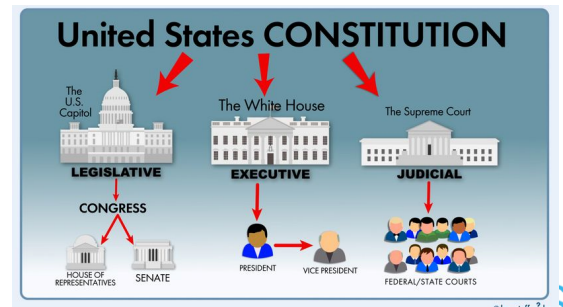 United States CONSTITUTION
The
U.S.
Capitol
The White House
The Supreme Court
LEGISLATIVE
EXECUTIVE
JUDICIAL
CONGRESS
HOUSE OF
REPRESENTATIVES
SENATE
PRESIDENT
VICE PRESIDENT
FEDERAL/STATE COURTS